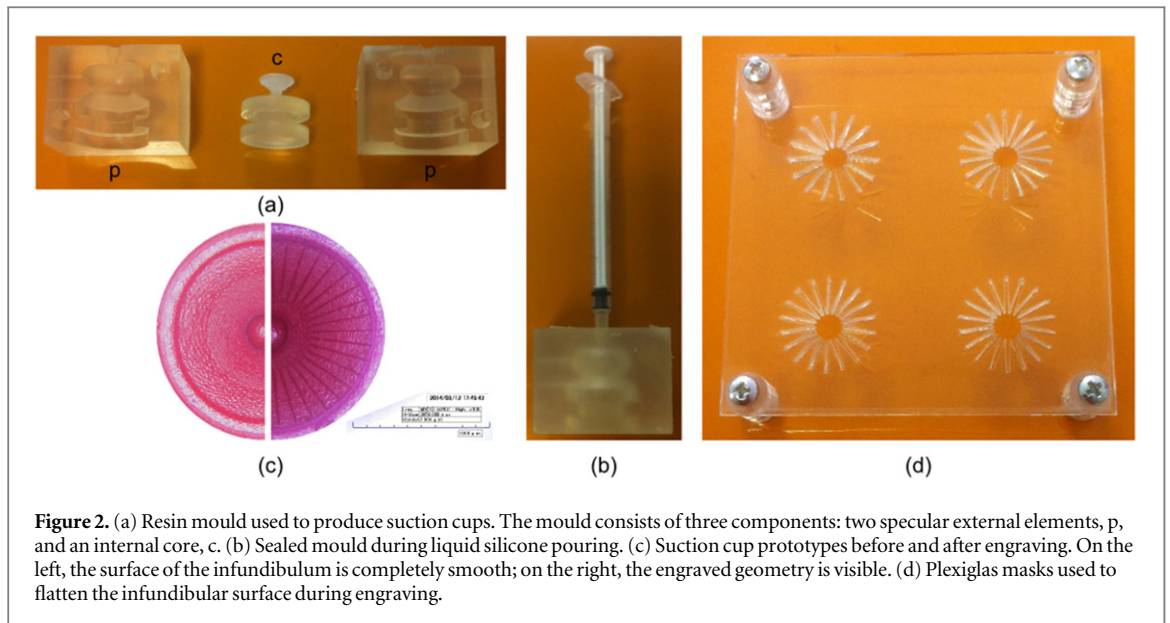 c
p
p
(a)
2014/03/12
(c)
(b)
(d)
Figure 2. (a) Resin mould used to produce suction cups. The mould consists of three components: two specular external elements, p,
and an internal core, c. (b) Sealed mould during liquid silicone pouring. (c) Suction cup prototypes before and after engraving. On the
left, the surface of the infundibulum is completely smooth; on the right, the engraved geometry is visible. (d) Plexiglas masks used to
flatten the infundibular surface during engraving.